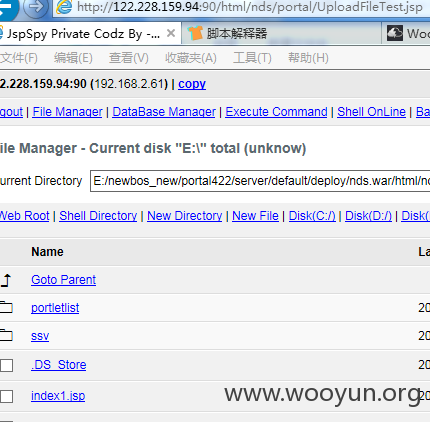 http://122.228.159.94:90/html/nds/portal/UploadFileTest.jsp
JspSpy Private Codz By -... × 脚本解释器 Woo
文件(F) 编辑(E) 查看(V) 收藏夹(A) 工具(T) 帮助(H)
2.228.159.94:90 (192.168.2.61) | copy
ogout | File Manager | DataBase Manager | Execute Command | Shell OnLine | Ba
ile Manager - Current disk "E:\" total (unknow)
urrent Directory E:/newbos_new/portal422/server/default/deploy/nds.war/html/nd
Web Root | Shell Directory | New Directory | New File | Disk(C:/) | Disk(D:/) | Disk(
Name La
Goto Parent
portletlist 20
ssv 20
.DS_Store 20
index1.jsp 20
www.wooyun.org